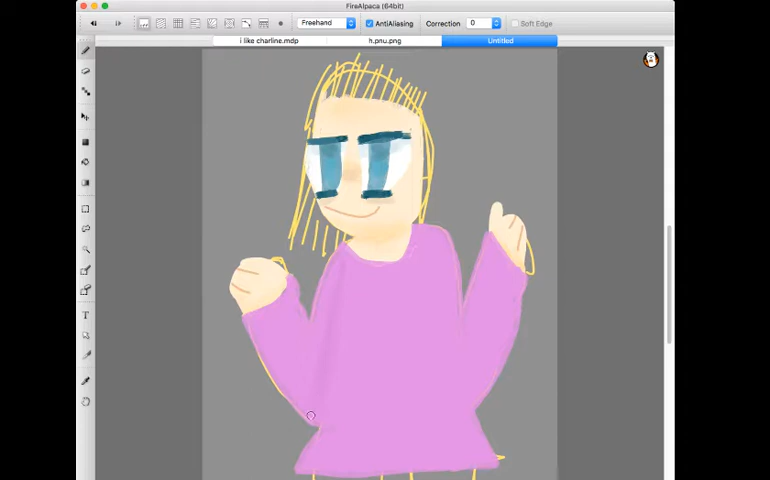 FireAlpaca (64bit)
Freehand AntiAliasing Correction 0 Soft Edge
i like charline.mdp h.pnu.png Untitled
T